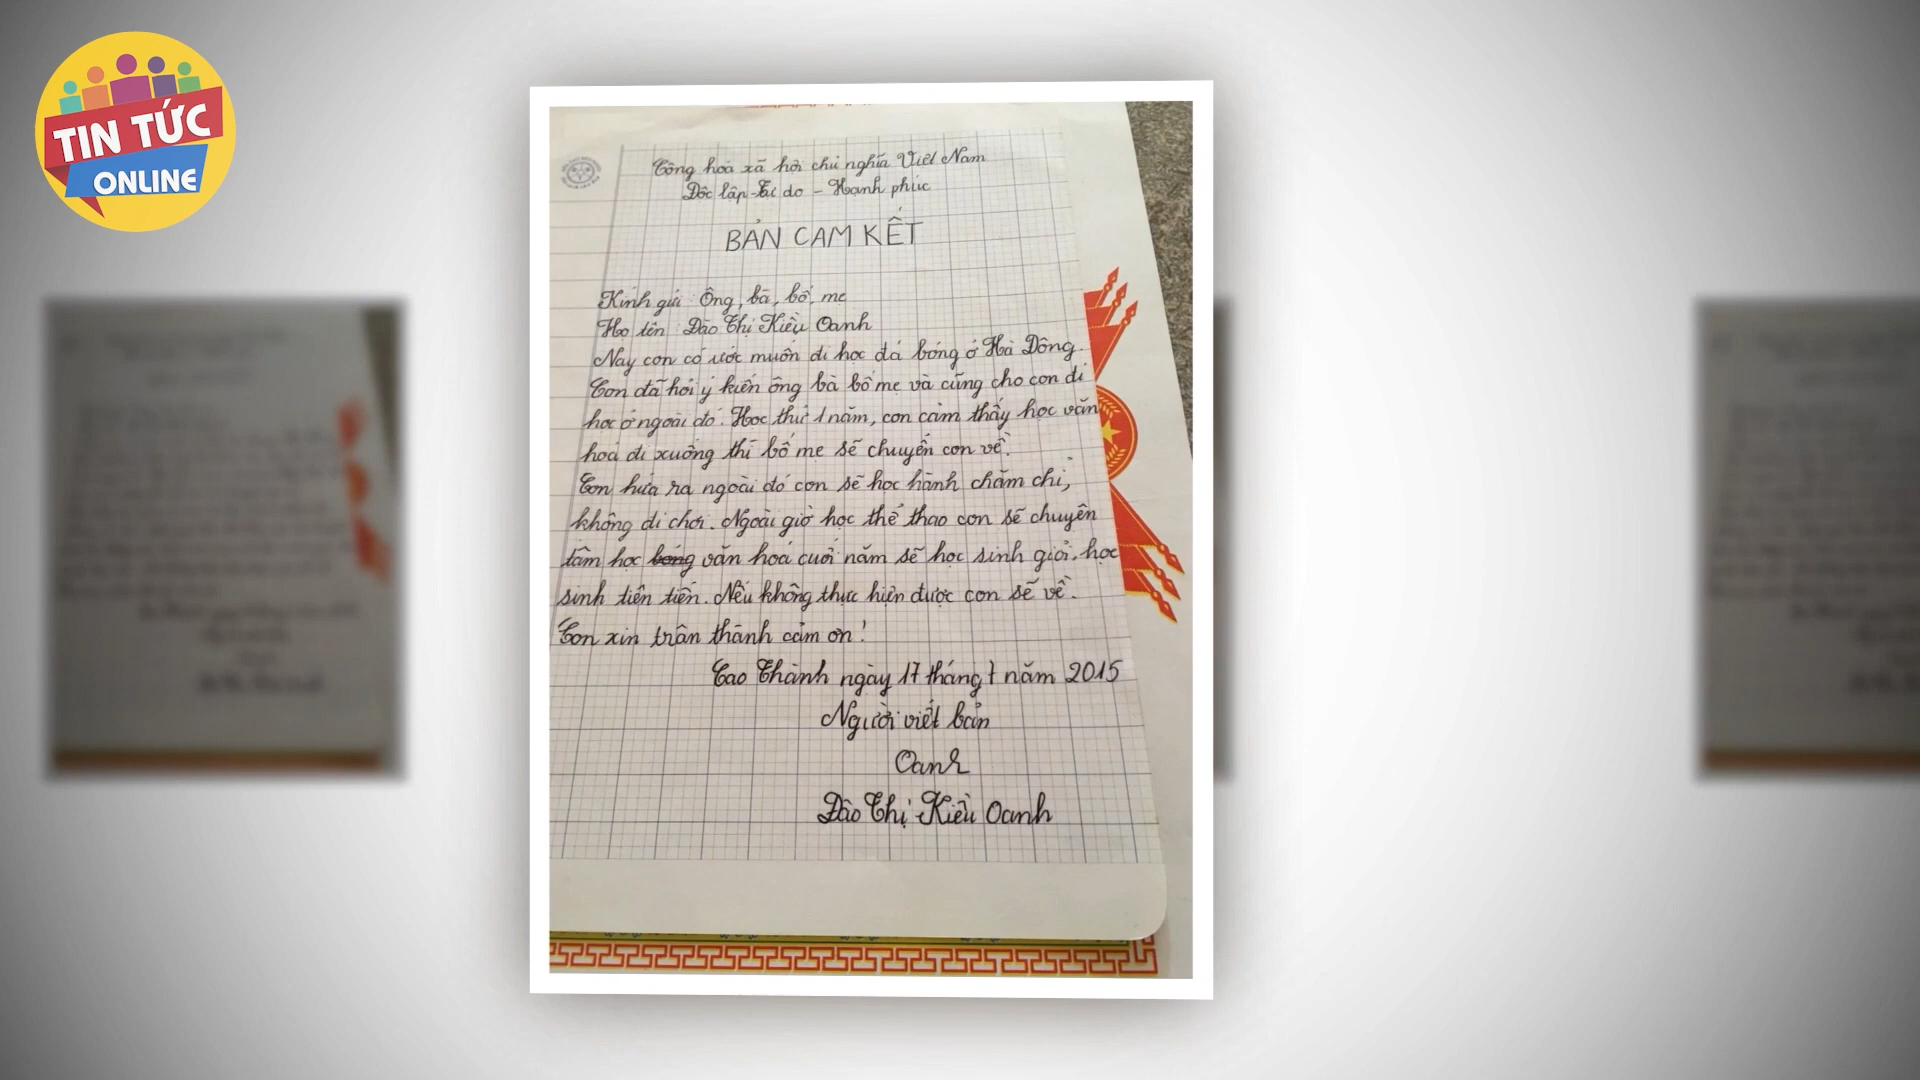 TIN TỨC
ONLINE
Cộng hoà xã hội chủ nghĩa Việt Nam
Độc lập - Tự do - Hạnh phúc
BẢN CAM KẾT
Kính gửi Ông, bà, bố, mẹ
Họ tên Đào Thị Kiều Oanh
Nay con có ước muốn đi học đá bóng ở Hà Đông.
Con đã hỏi ý kiến ông bà bố mẹ và cũng cho con đi
học ở ngoài đó. Học thử 1 năm, con cảm thấy học văn
hoá đi xuống thì bố mẹ sẽ chuyển con về.
Con hứa ra ngoài đó con sẽ học hành chăm chỉ,
không đi chơi. Ngoài giờ học thể thao con sẽ chuyên
tâm học bóng văn hoá cuối năm sẽ học sinh giỏi, học
sinh tiên tiến. Nếu không thực hiện được con sẽ về.
Con xin trân thành cảm ơn!
Cao Thành ngày 17 tháng 7 năm 2015
Người viết bản
Oanh
Đào Thị Kiều Oanh